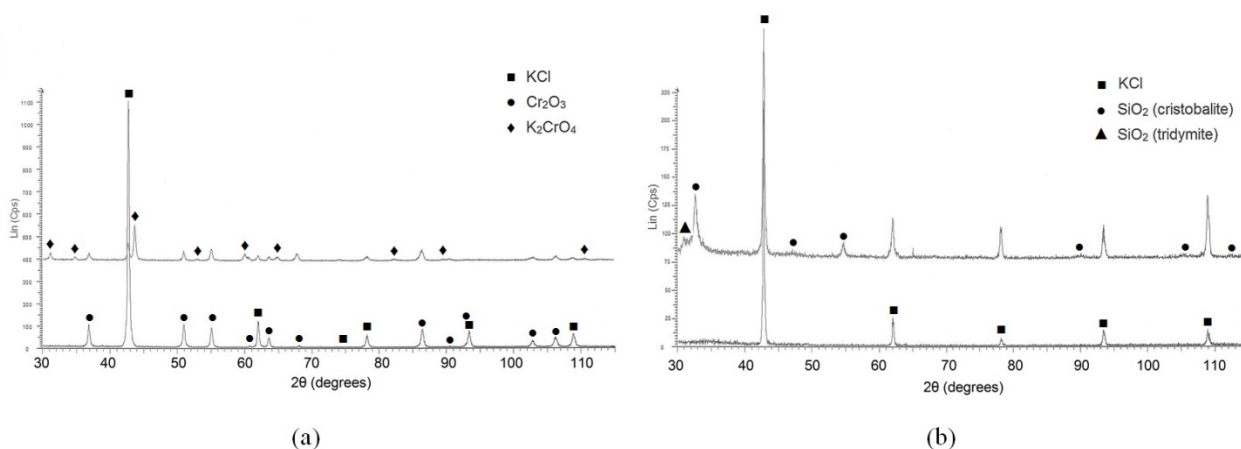 KCl
Cr₂O₃
K₂CrO₄
Lin (Cps)
1100
1000
900
800
700
600
500
400
300
200
100
0
30 40 50 60 70 80 90 100 110
2θ (degrees)
(a)
KCl
SiO₂ (cristobalite)
SiO₂ (tridymite)
Lin (Cps)
225
200
175
150
125
100
75
50
25
0
30 40 50 60 70 80 90 100 110
2θ (degrees)
(b)